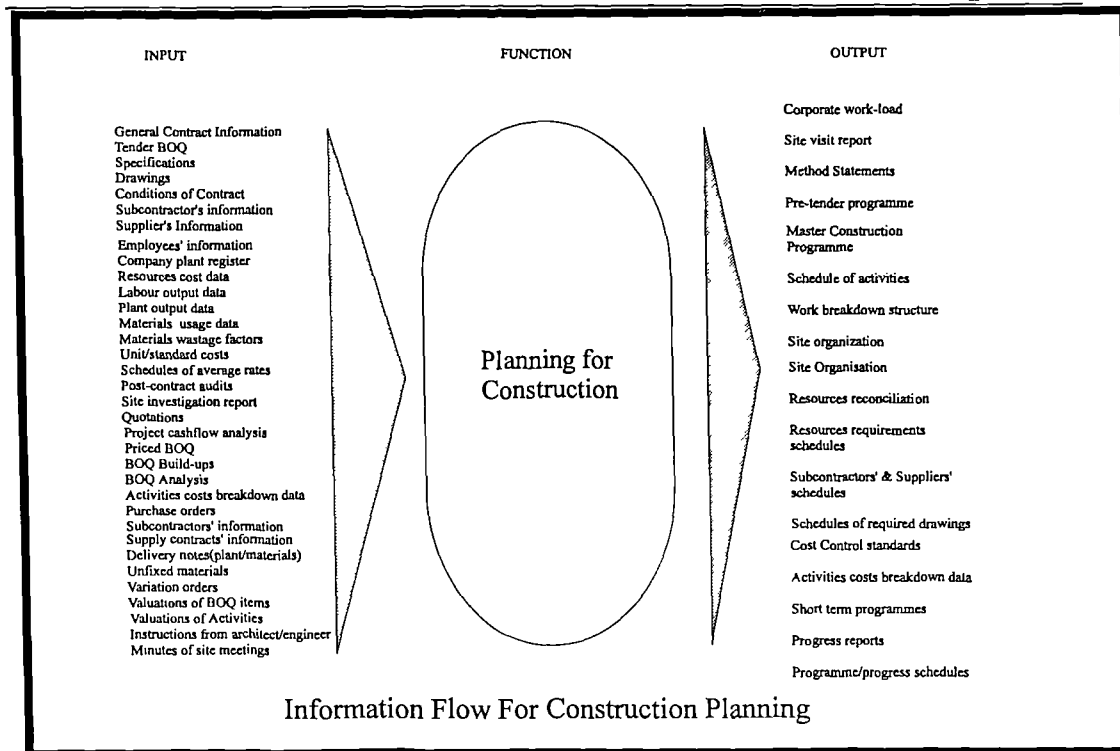 INPUT
FUNCTION
OUTPUT
General Contract Information
Tender BOQ
Specifications
Drawings
Conditions of Contract
Subcontractor's information
Supplier's Information
Employees' information
Company plant register
Resources cost data
Labour output data
Plant output data
Materials usage data
Materials wastage factors
Unit/standard costs
Schedules of average rates
Post-contract audits
Site investigation report
Quotations
Project cashflow analysis
Priced BOQ
BOQ Build-ups
BOQ Analysis
Activities costs breakdown data
Purchase orders
Subcontractors' information
Supply contracts' information
Delivery notes(plant/materials)
Unfixed materials
Variation orders
Valuations of BOQ items
Valuations of Activities
Instructions from architect/engineer
Minutes of site meetings
Planning for
Construction
Corporate work-load
Site visit report
Method Statements
Pre-tender programme
Master Construction
Programme
Schedule of activities
Work breakdown structure
Site organization
Site Organisation
Resources reconciliation
Resources requirements
schedules
Subcontractors' & Suppliers'
schedules
Schedules of required drawings
Cost Control standards
Activities costs breakdown data
Short term programmes
Progress reports
Programme/progress schedules
Information Flow For Construction Planning